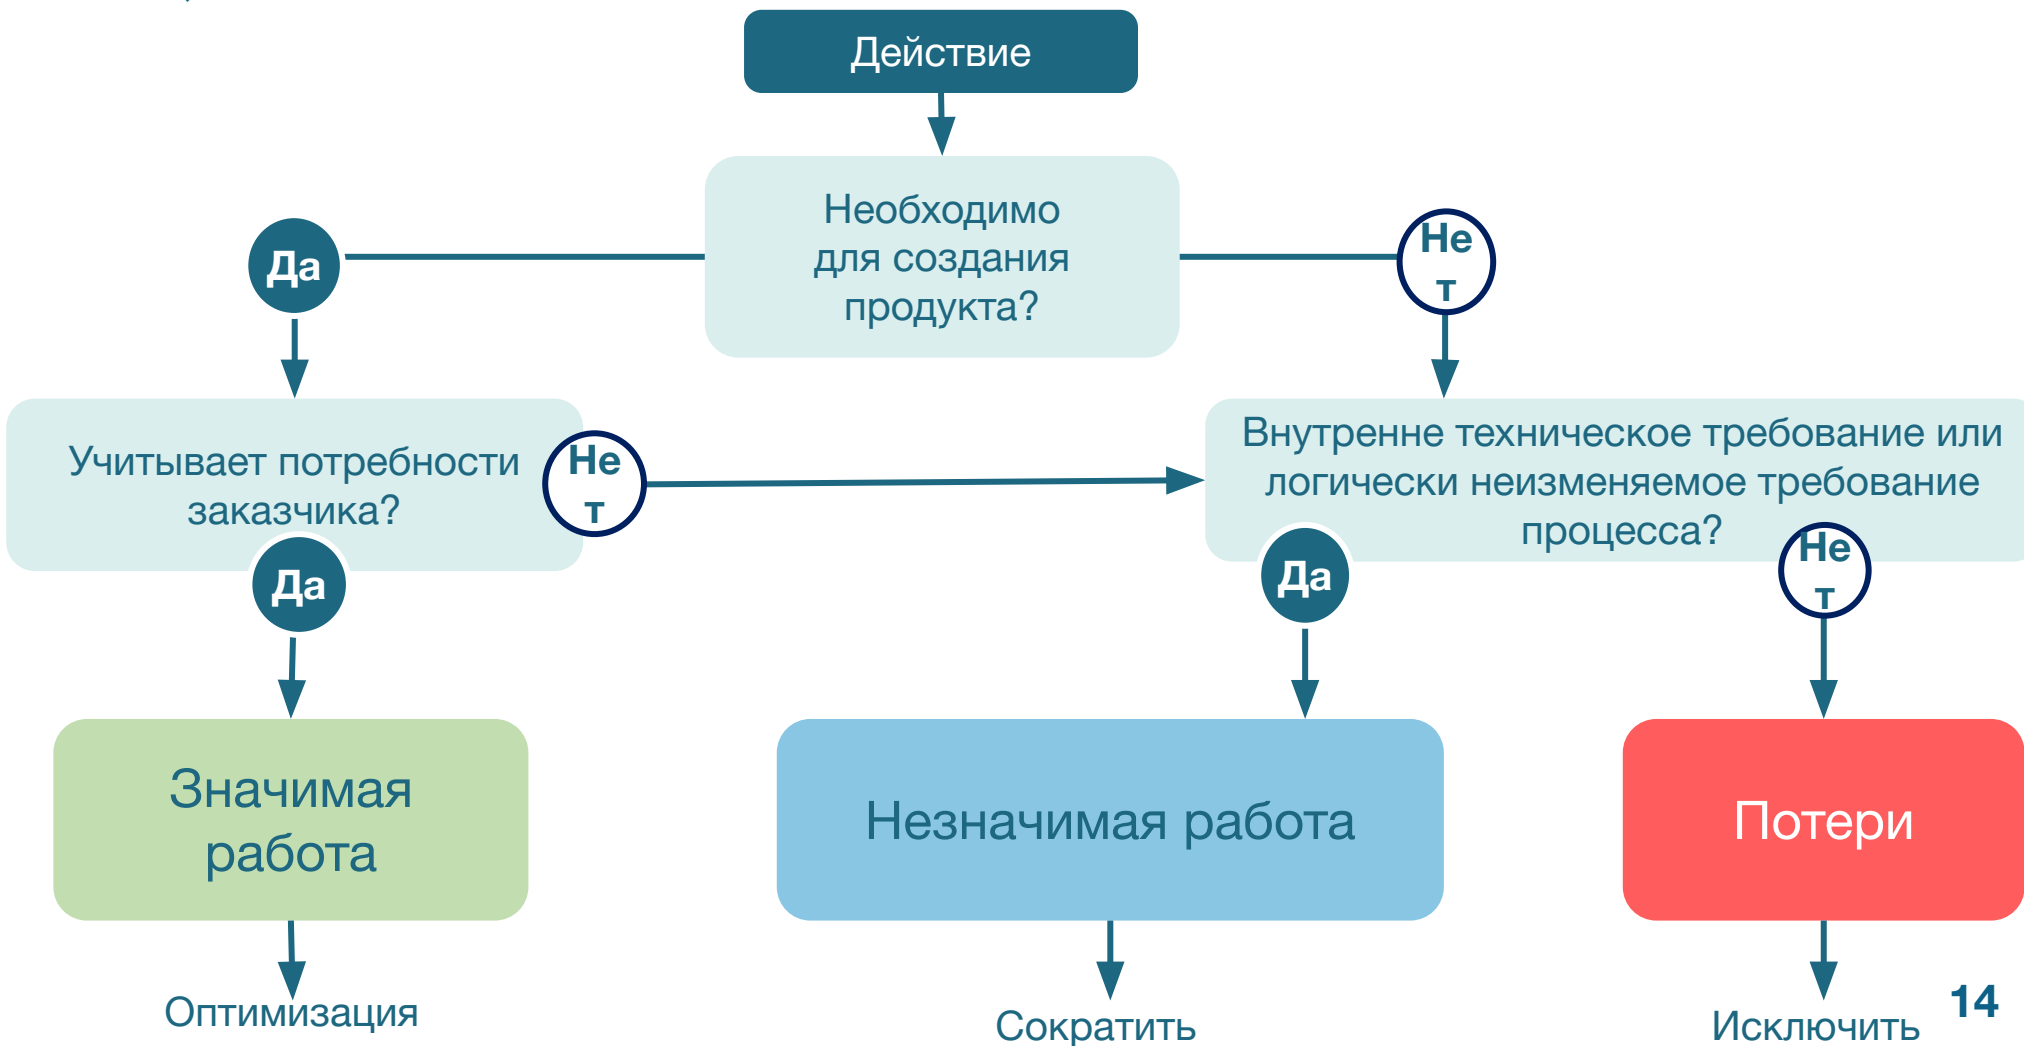 Действие
Необходимо
для создания
продукта?
Да
Не
т
Учитывает потребности
заказчика?
Не
т
Внутренне техническое требование или
логически неизменяемое требование
процесса?
Да
Да
Не
т
Значимая
работа
Незначимая работа
Потери
Оптимизация
Сократить
Исключить
14